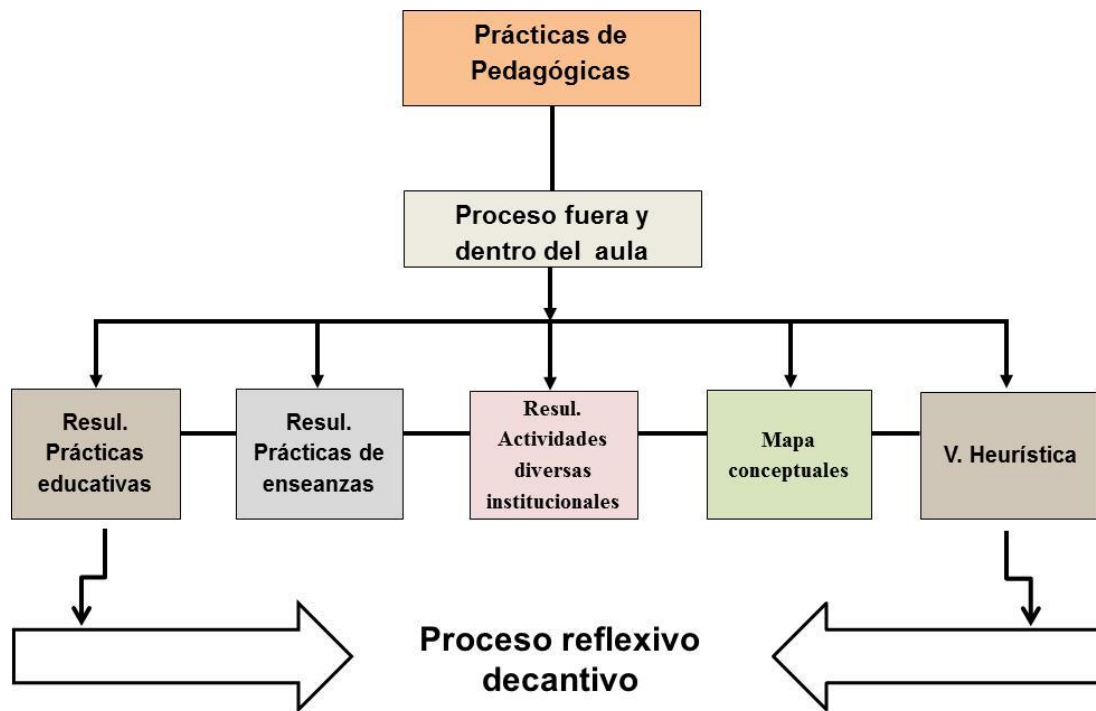 Prácticas de
Pedagógicas
Proceso fuera y
dentro del aula
Resul.
Prácticas
educativas
Resul.
Prácticas de
enseanzas
Resul.
Actividades
diversas
institucionales
Mapa
conceptuales
V. Heurística
Proceso reflexivo
decantivo